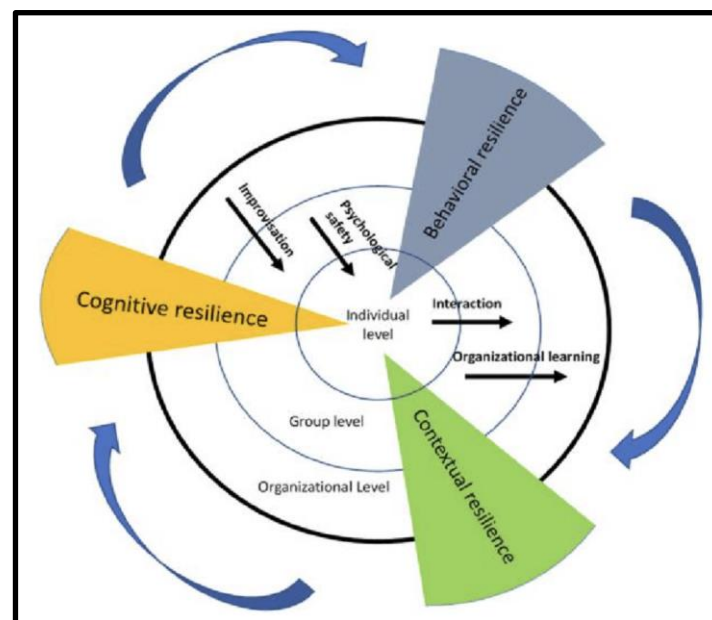 Behavioral resilience
Improvisation
Psychological
safety
Cognitive resilience
Individual
level
Interaction
Organizational learning
Group level
Organizational Level
Contextual resilience